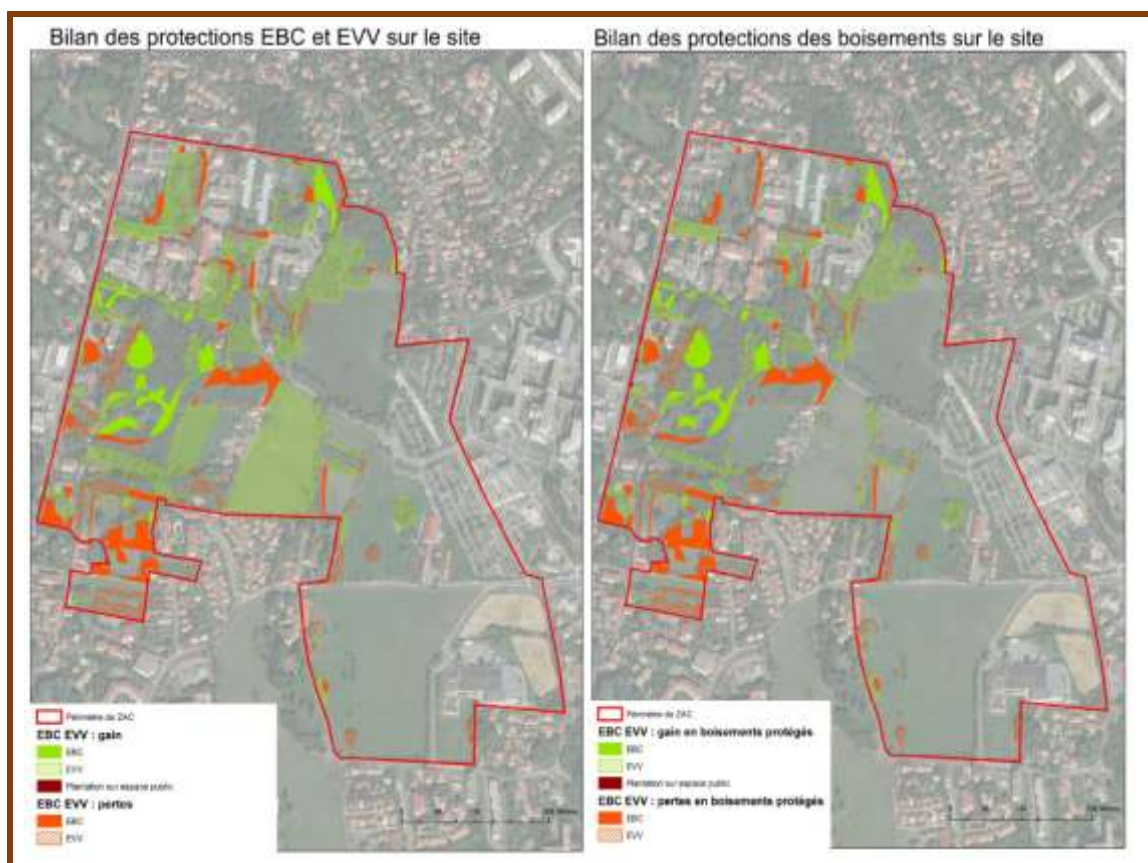 Bilan des protections EBC et EVV sur le site
Périmètre de ZAC
EBC EVV : gain
EBC
EVV
Plantation sur espace public
EBC EVV : pertes
EBC
EVV
Bilan des protections des boisements sur le site
Périmètre de ZAC
EBC EVV : gain en boisements protégés
EBC
EVV
Plantation sur espace public
EBC EVV : pertes en boisements protégés
EBC
EVV